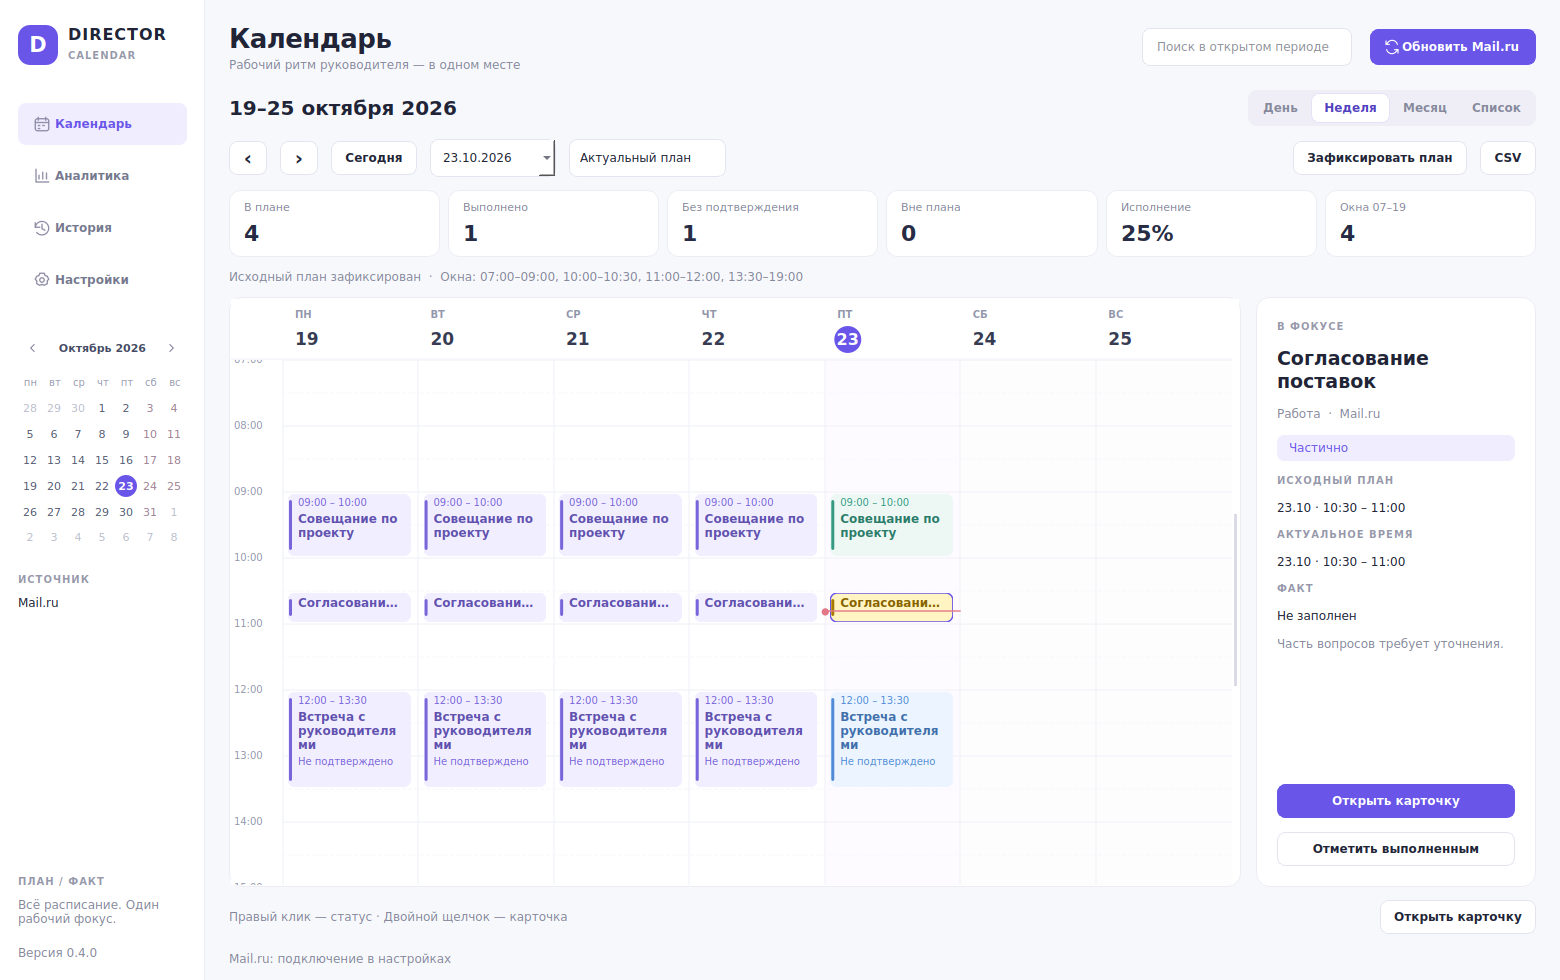 D
DIRECTOR
CALENDAR
Календарь
Аналитика
История
Настройки
Октябрь 2026
пн вт ср чт пт сб вс
28 29 30 1 2 3 4
5 6 7 8 9 10 11
12 13 14 15 16 17 18
19 20 21 22 23 24 25
26 27 28 29 30 31 1
2 3 4 5 6 7 8
ИСТОЧНИК
Mail.ru
ПЛАН / ФАКТ
Всё расписание. Один
рабочий фокус.
Версия 0.4.0
Календарь
Рабочий ритм руководителя — в одном месте
Поиск в открытом периоде
Обновить Mail.ru
19–25 октября 2026
День Неделя Месяц Список
‹ › Сегодня 23.10.2026 Актуальный план
Зафиксировать план CSV
В плане
4
Выполнено
1
Без подтверждения
1
Вне плана
0
Исполнение
25%
Окна 07–19
4
Исходный план зафиксирован · Окна: 07:00–09:00, 10:00–10:30, 11:00–12:00, 13:30–19:00
ПН ВТ СР ЧТ ПТ СБ ВС
19 20 21 22 23 24 25
07:00
08:00
09:00
09:00 – 10:00 09:00 – 10:00 09:00 – 10:00 09:00 – 10:00 09:00 – 10:00
Совещание по Совещание по Совещание по Совещание по Совещание по
проекту проекту проекту проекту проекту
10:00
Согласовани... Согласовани... Согласовани... Согласовани... Согласовани...
11:00
12:00
12:00 – 13:30 12:00 – 13:30 12:00 – 13:30 12:00 – 13:30 12:00 – 13:30
Встреча с Встреча с Встреча с Встреча с Встреча с
руководителя руководителя руководителя руководителя руководителя
ми ми ми ми ми
13:00
Не подтверждено Не подтверждено Не подтверждено Не подтверждено Не подтверждено
14:00
15:00
В ФОКУСЕ
Согласование
поставок
Работа · Mail.ru
Частично
ИСХОДНЫЙ ПЛАН
23.10 · 10:30 – 11:00
АКТУАЛЬНОЕ ВРЕМЯ
23.10 · 10:30 – 11:00
ФАКТ
Не заполнен
Часть вопросов требует уточнения.
Открыть карточку
Отметить выполненным
Правый клик — статус · Двойной щелчок — карточка
Открыть карточку
Mail.ru: подключение в настройках